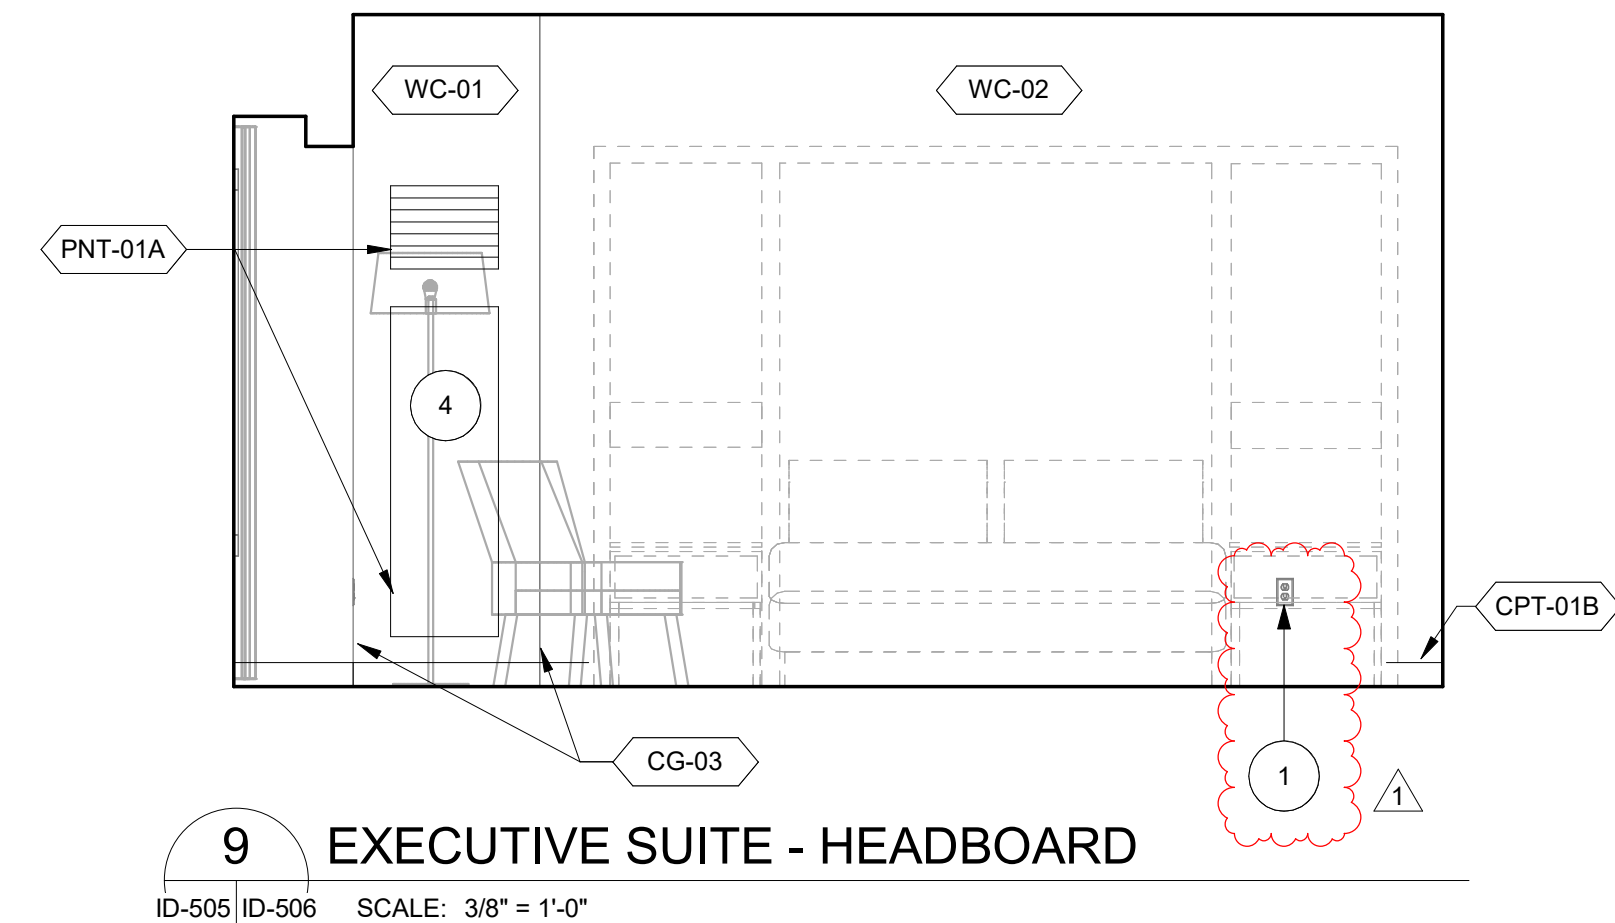 WC-01
WC-02
PNT-01A
4
CPT-01B
CG-03
1
1
9
EXECUTIVE SUITE - HEADBOARD
ID-505 ID-506
SCALE: 3/8" = 1'-0"